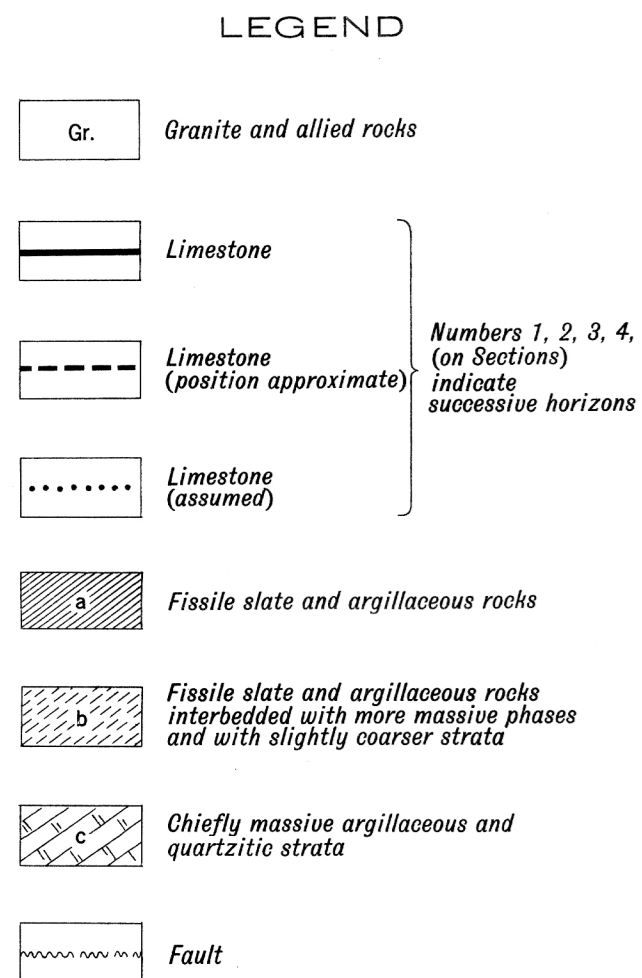 LEGEND
Gr.
Granite and allied rocks
Limestone
Limestone
(position approximate)
Limestone
(assumed)
Numbers 1, 2, 3, 4,
(on Sections)
indicate
successive horizons
a
Fissile slate and argillaceous rocks
b
Fissile slate and argillaceous rocks
interbedded with more massive phases
and with slightly coarser strata
c
Chiefly massive argillaceous and
quartzitic strata
Fault